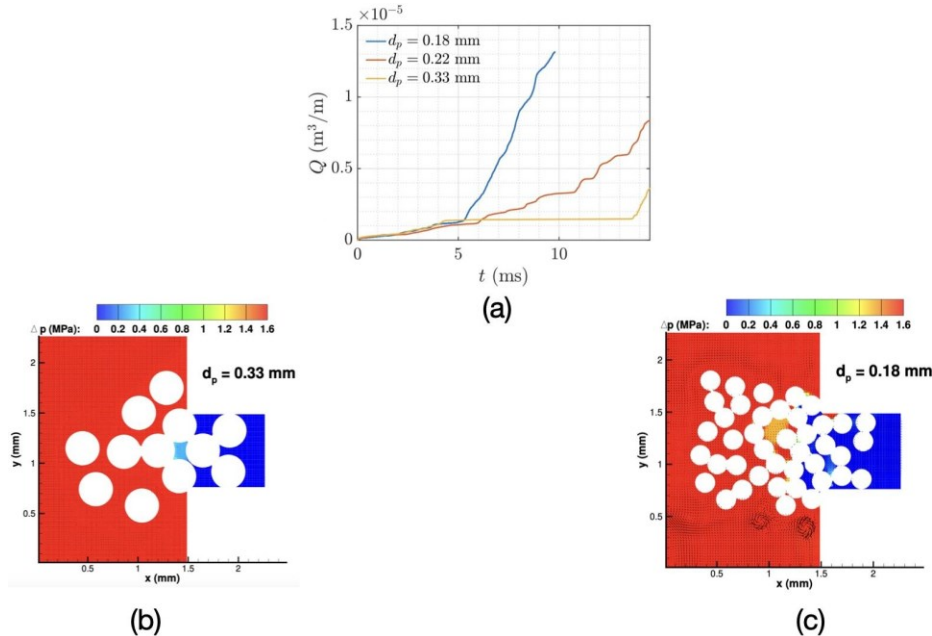 ×10⁻⁵
1.5
1
0.5
0
Q (m³/m)
d_p = 0.18 mm
d_p = 0.22 mm
d_p = 0.33 mm
0 5 10
t (ms)
(a)
Δ p (MPa): 0 0.2 0.4 0.6 0.8 1 1.2 1.4 1.6
d_p = 0.33 mm
2
1.5
1
0.5
y (mm)
0.5 1 1.5 2
x (mm)
(b)
Δ p (MPa): 0 0.2 0.4 0.6 0.8 1 1.2 1.4 1.6
d_p = 0.18 mm
2
1.5
1
0.5
y (mm)
0.5 1 1.5 2
x (mm)
(c)